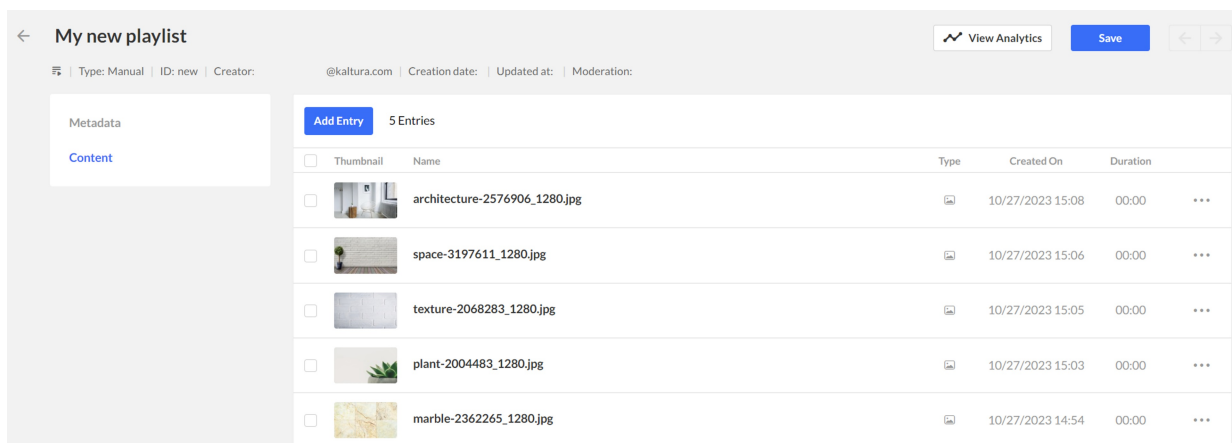 My new playlist
View Analytics
Save
Type: Manual | ID: new | Creator: @kaltura.com | Creation date: | Updated at: | Moderation:
Metadata
Content
Add Entry 5 Entries
Thumbnail Name Type Created On Duration
architecture-2576906_1280.jpg 10/27/2023 15:08 00:00
space-3197611_1280.jpg 10/27/2023 15:06 00:00
texture-2068283_1280.jpg 10/27/2023 15:05 00:00
plant-2004483_1280.jpg 10/27/2023 15:03 00:00
marble-2362265_1280.jpg 10/27/2023 14:54 00:00